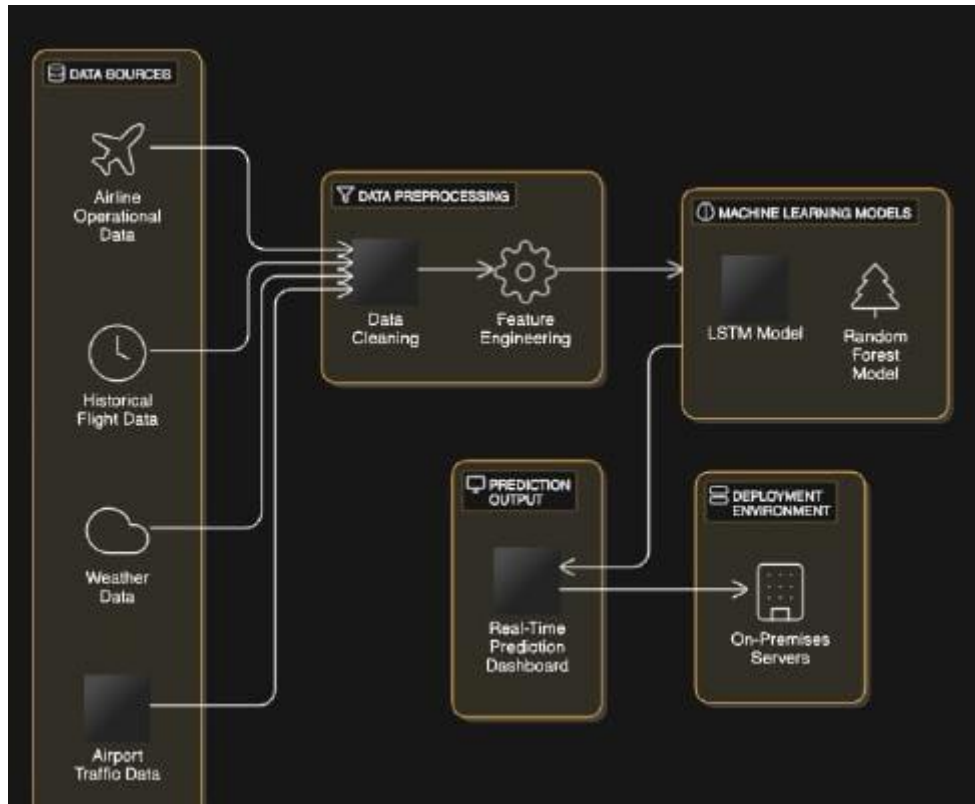 DATA SOURCES
Airline
Operational
Data
Historical
Flight Data
Weather
Data
Airport
Traffic Data
DATA PREPROCESSING
Data
Cleaning
Feature
Engineering
MACHINE LEARNING MODELS
LSTM Model
Random
Forest
Model
PREDICTION
OUTPUT
Real-Time
Prediction
Dashboard
DEPLOYMENT
ENVIRONMENT
On-Premises
Servers